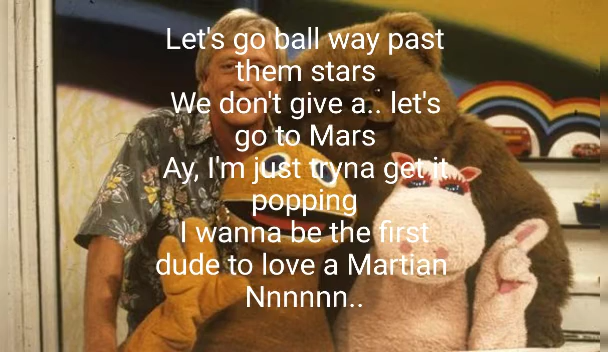 Let's go ball way past
them stars
We don't give a.. let's
go to Mars
Ay, I'm just tryna get it
popping
I wanna be the first
dude to love a Martian
Nnnnnn..